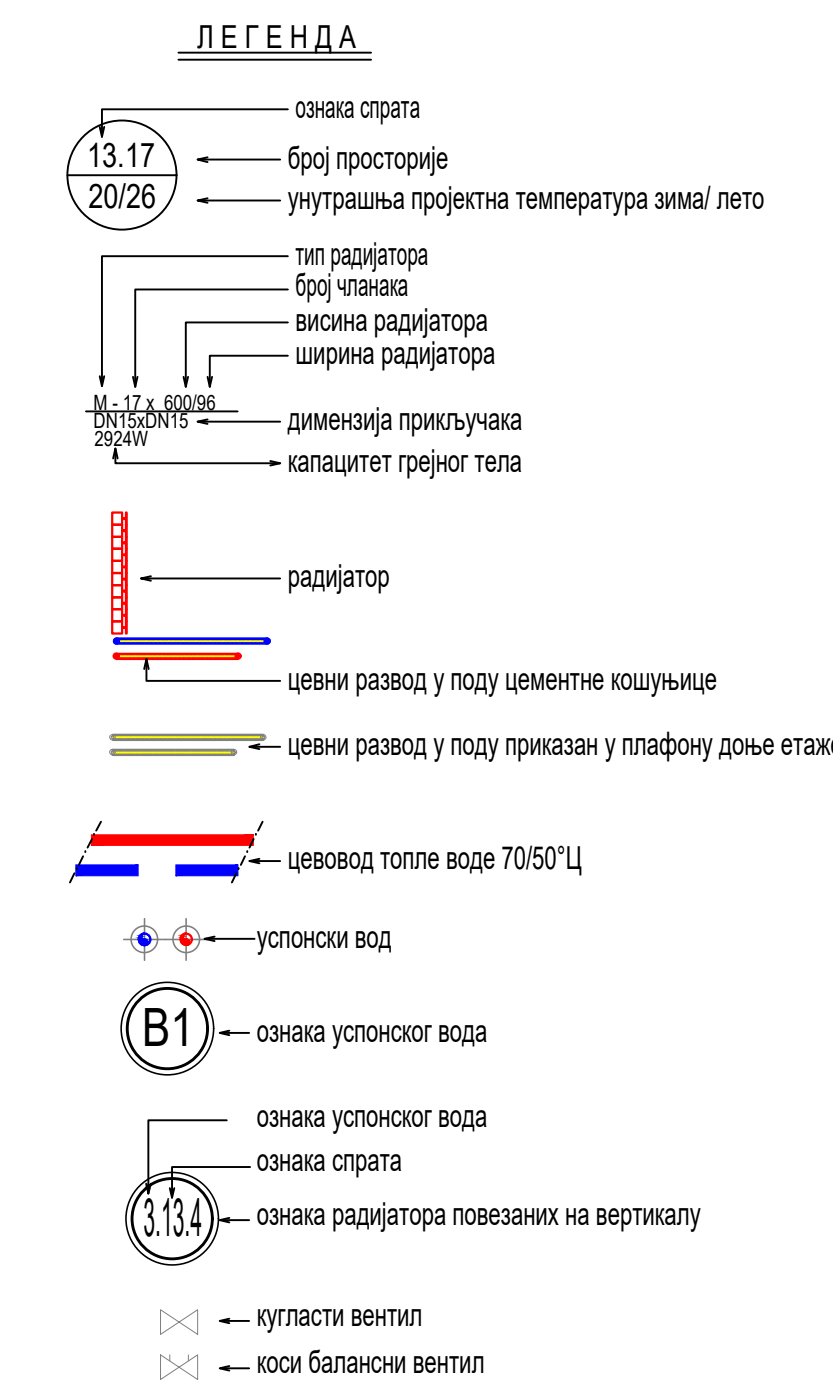 ЛЕГЕНДА
ознака спрата
13.17
број просторије
20/26
унутрашња пројектна температура зима/ лето
тип радијатора
број чланака
висина радијатора
ширина радијатора
M - 17 x 600/96
DN15xDN15
димензија прикључака
2924W
капацитет грејног тела
радијатор
цевни развод у поду цементне кошуњице
цевни развод у поду приказан у плафону доње етаже
цевовод топле воде 70/50°Ц
успонски вод
В1
ознака успонског вода
ознака успонског вода
ознака спрата
3.13.4
ознака радијатора повезаних на вертикалу
кугласти вентил
коси балансни вентил